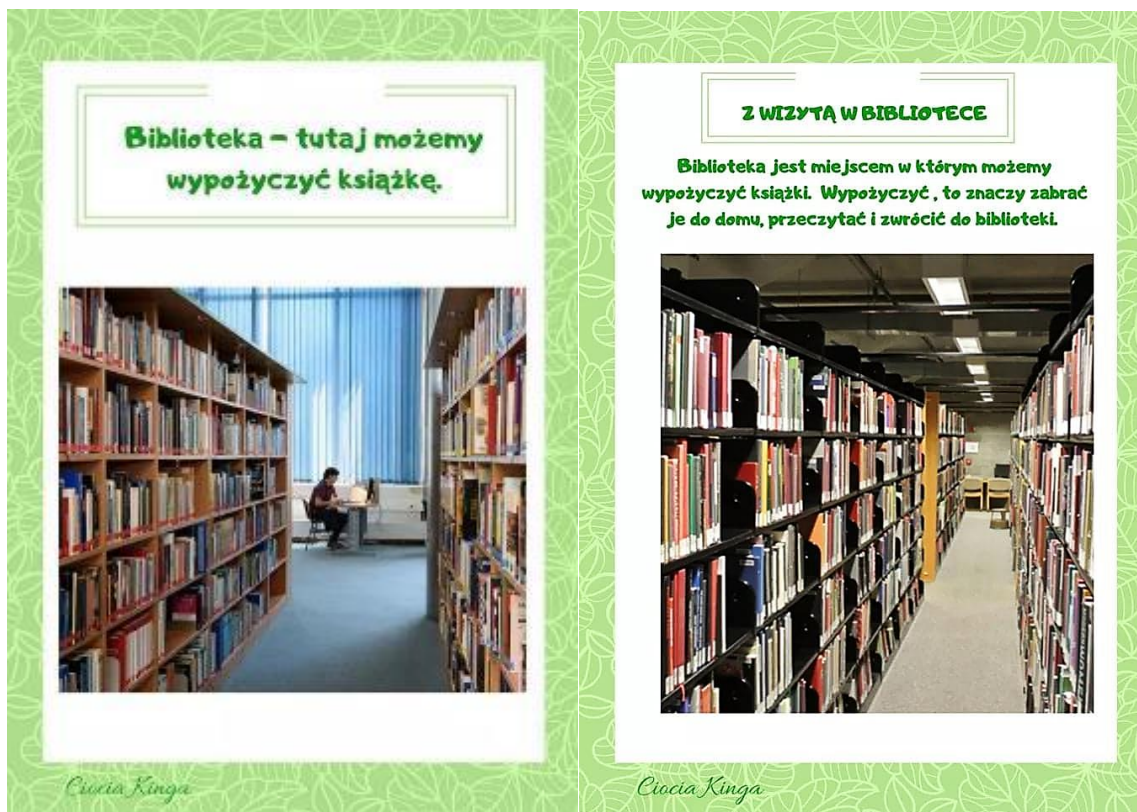 Biblioteka – tutaj możemy
wypożyczyć książkę.
Ciocia Kinga
Z WIZYTĄ W BIBLIOTECE
Biblioteka jest miejscem w którym możemy
wypożyczyć książki. Wypożyczyć , to znaczy zabrać
je do domu, przeczytać i zwrócić do biblioteki.
Ciocia Kinga